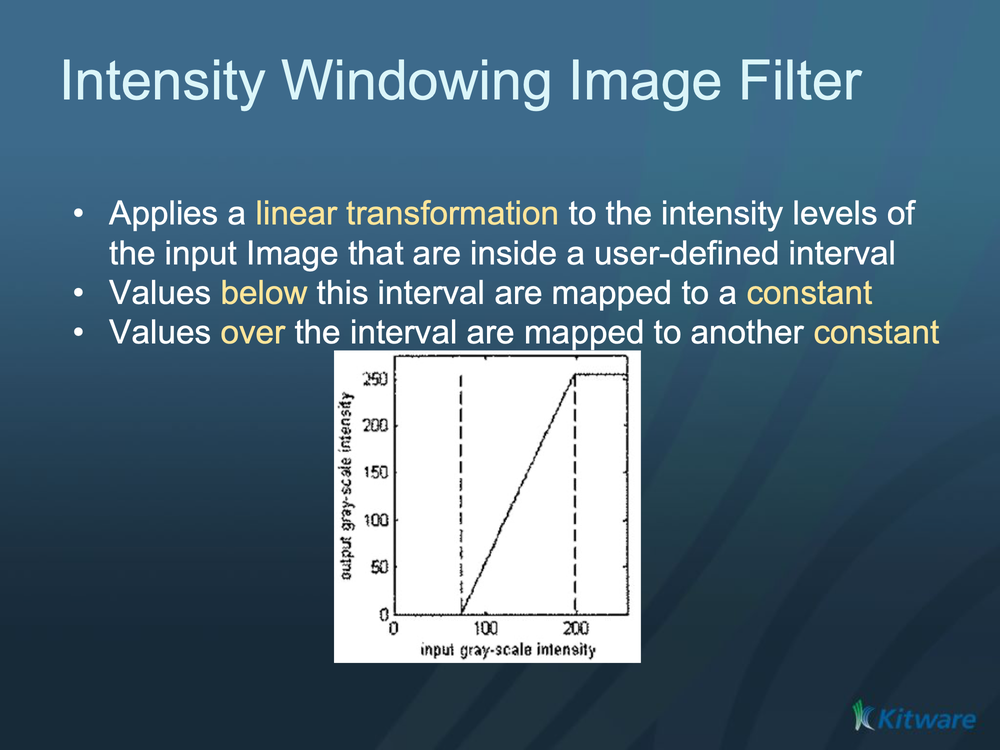 Intensity Windowing Image Filter
• Applies a linear transformation to the intensity levels of
the input Image that are inside a user-defined interval
• Values below this interval are mapped to a constant
• Values over the interval are mapped to another constant
output gray-scale intensity
250
200
150
100
50
0
0 100 200
input gray-scale intensity
Kitware